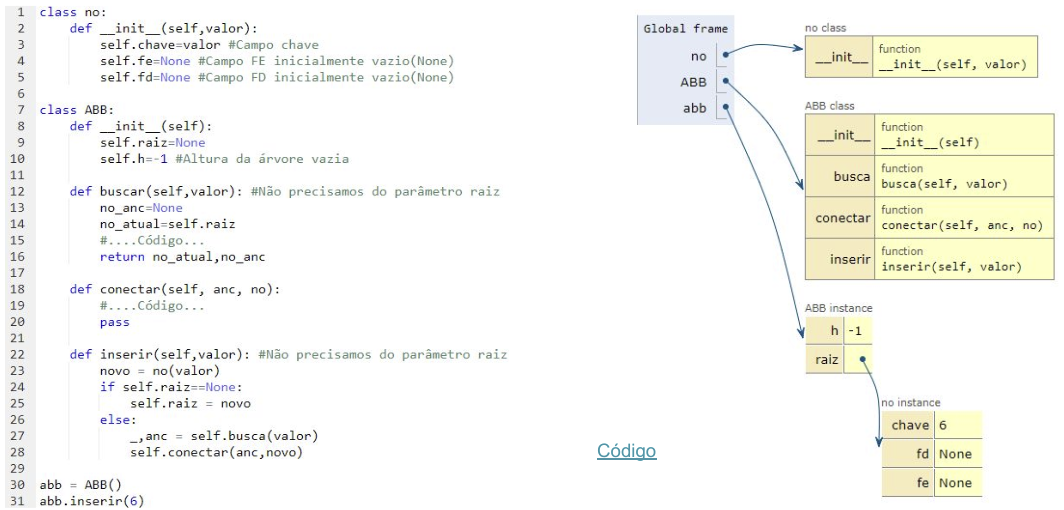 1 class no:
2     def __init__(self,valor):
3         self.chave=valor #Campo chave
4         self.fe=None #Campo FE inicialmente vazio(None)
5         self.fd=None #Campo FD inicialmente vazio(None)
6
7 class ABB:
8     def __init__(self):
9         self.raiz=None
10         self.h=-1 #Altura da árvore vazia
11
12     def buscar(self,valor): #Não precisamos do parâmetro raiz
13         no_anc=None
14         no_atual=self.raiz
15         #....Código...
16         return no_atual,no_anc
17
18     def conectar(self, anc, no):
19         #....Código...
20         pass
21
22     def inserir(self,valor): #Não precisamos do parâmetro raiz
23         novo = no(valor)
24         if self.raiz==None:
25             self.raiz = novo
26         else:
27             _,anc = self.busca(valor)
28             self.conectar(anc,novo)
29
30 abb = ABB()
31 abb.inserir(6)
Código
Global frame
no
ABB
abb
no class
__init__
function
__init__(self, valor)
ABB class
__init__
function
__init__(self)
busca
function
busca(self, valor)
conectar
function
conectar(self, anc, no)
inserir
function
inserir(self, valor)
ABB instance
h -1
raiz
no instance
chave 6
fd None
fe None